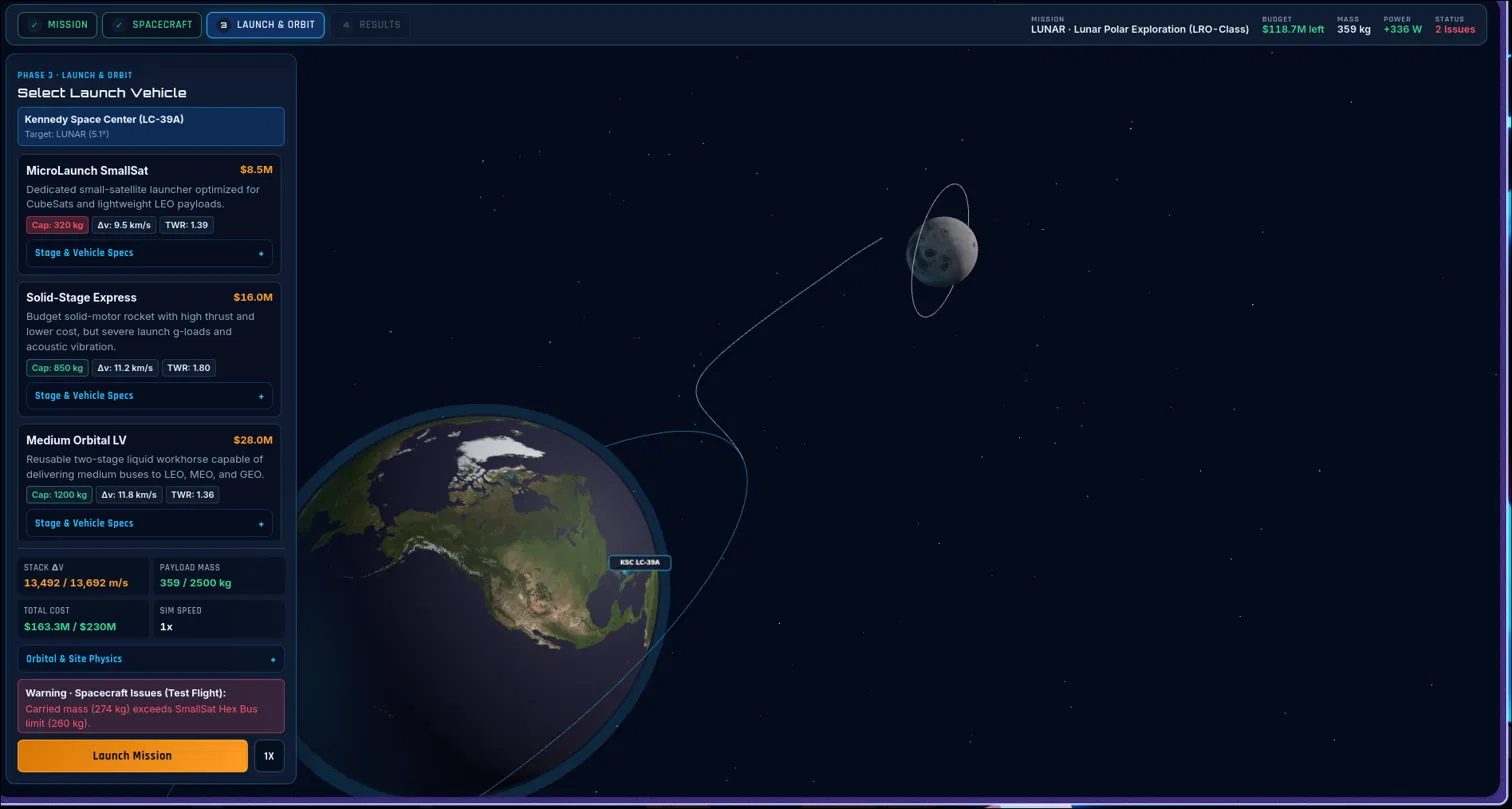 ✓ MISSION
✓ SPACECRAFT
3 LAUNCH & ORBIT
4 RESULTS
MISSION
LUNAR · Lunar Polar Exploration (LRO-Class)
BUDGET
$118.7M left
MASS
359 kg
POWER
+336 W
STATUS
2 Issues
PHASE 3 · LAUNCH & ORBIT
Select Launch Vehicle
Kennedy Space Center (LC-39A)
Target: LUNAR (5.1°)
MicroLaunch SmallSat $8.5M
Dedicated small-satellite launcher optimized for
CubeSats and lightweight LEO payloads.
Cap: 320 kg Δv: 9.5 km/s TWR: 1.39
Stage & Vehicle Specs +
Solid-Stage Express $16.0M
Budget solid-motor rocket with high thrust and
lower cost, but severe launch g-loads and
acoustic vibration.
Cap: 850 kg Δv: 11.2 km/s TWR: 1.80
Stage & Vehicle Specs +
Medium Orbital LV $28.0M
Reusable two-stage liquid workhorse capable of
delivering medium buses to LEO, MEO, and GEO.
Cap: 1200 kg Δv: 11.8 km/s TWR: 1.36
Stage & Vehicle Specs +
STACK ΔV
13,492 / 13,692 m/s
PAYLOAD MASS
359 / 2500 kg
TOTAL COST
$163.3M / $230M
SIM SPEED
1x
Orbital & Site Physics +
Warning · Spacecraft Issues (Test Flight):
Carried mass (274 kg) exceeds SmallSat Hex Bus
limit (260 kg).
Launch Mission 1X
KSC LC-39A